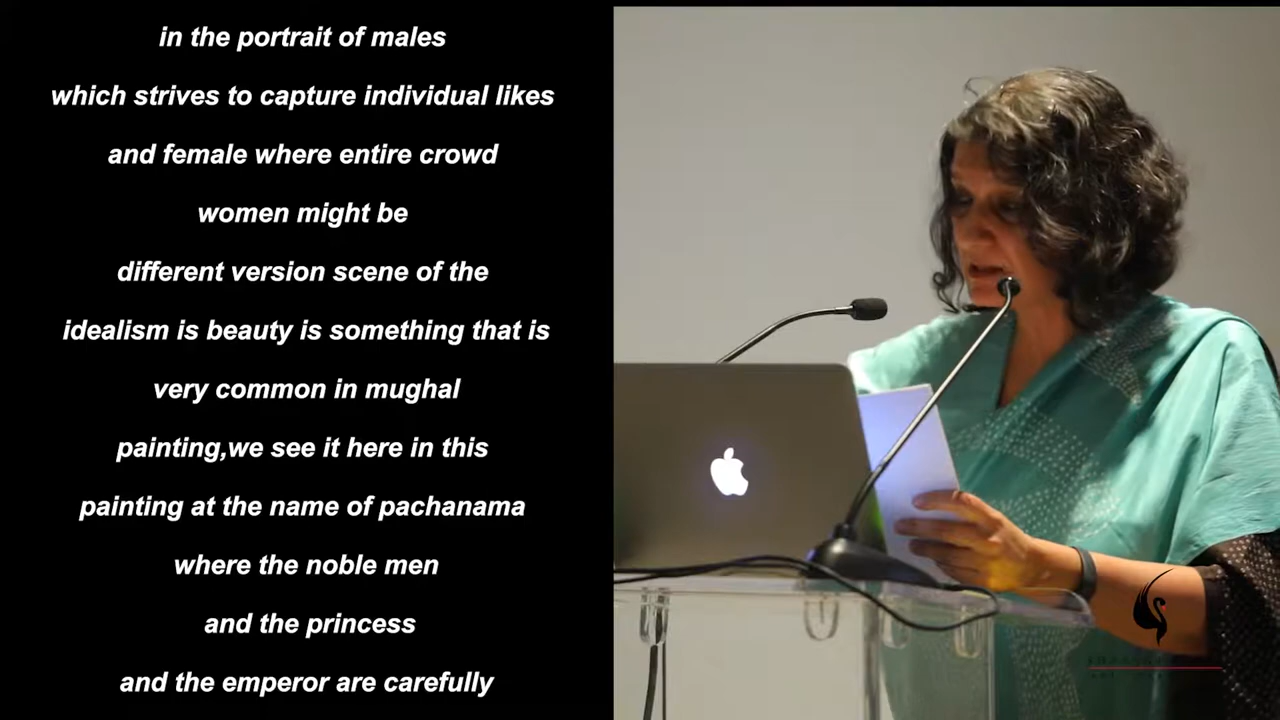 in the portrait of males
which strives to capture individual likes
and female where entire crowd
women might be
different version scene of the
idealism is beauty is something that is
very common in mughal
painting,we see it here in this
painting at the name of pachanama
where the noble men
and the princess
and the emperor are carefully